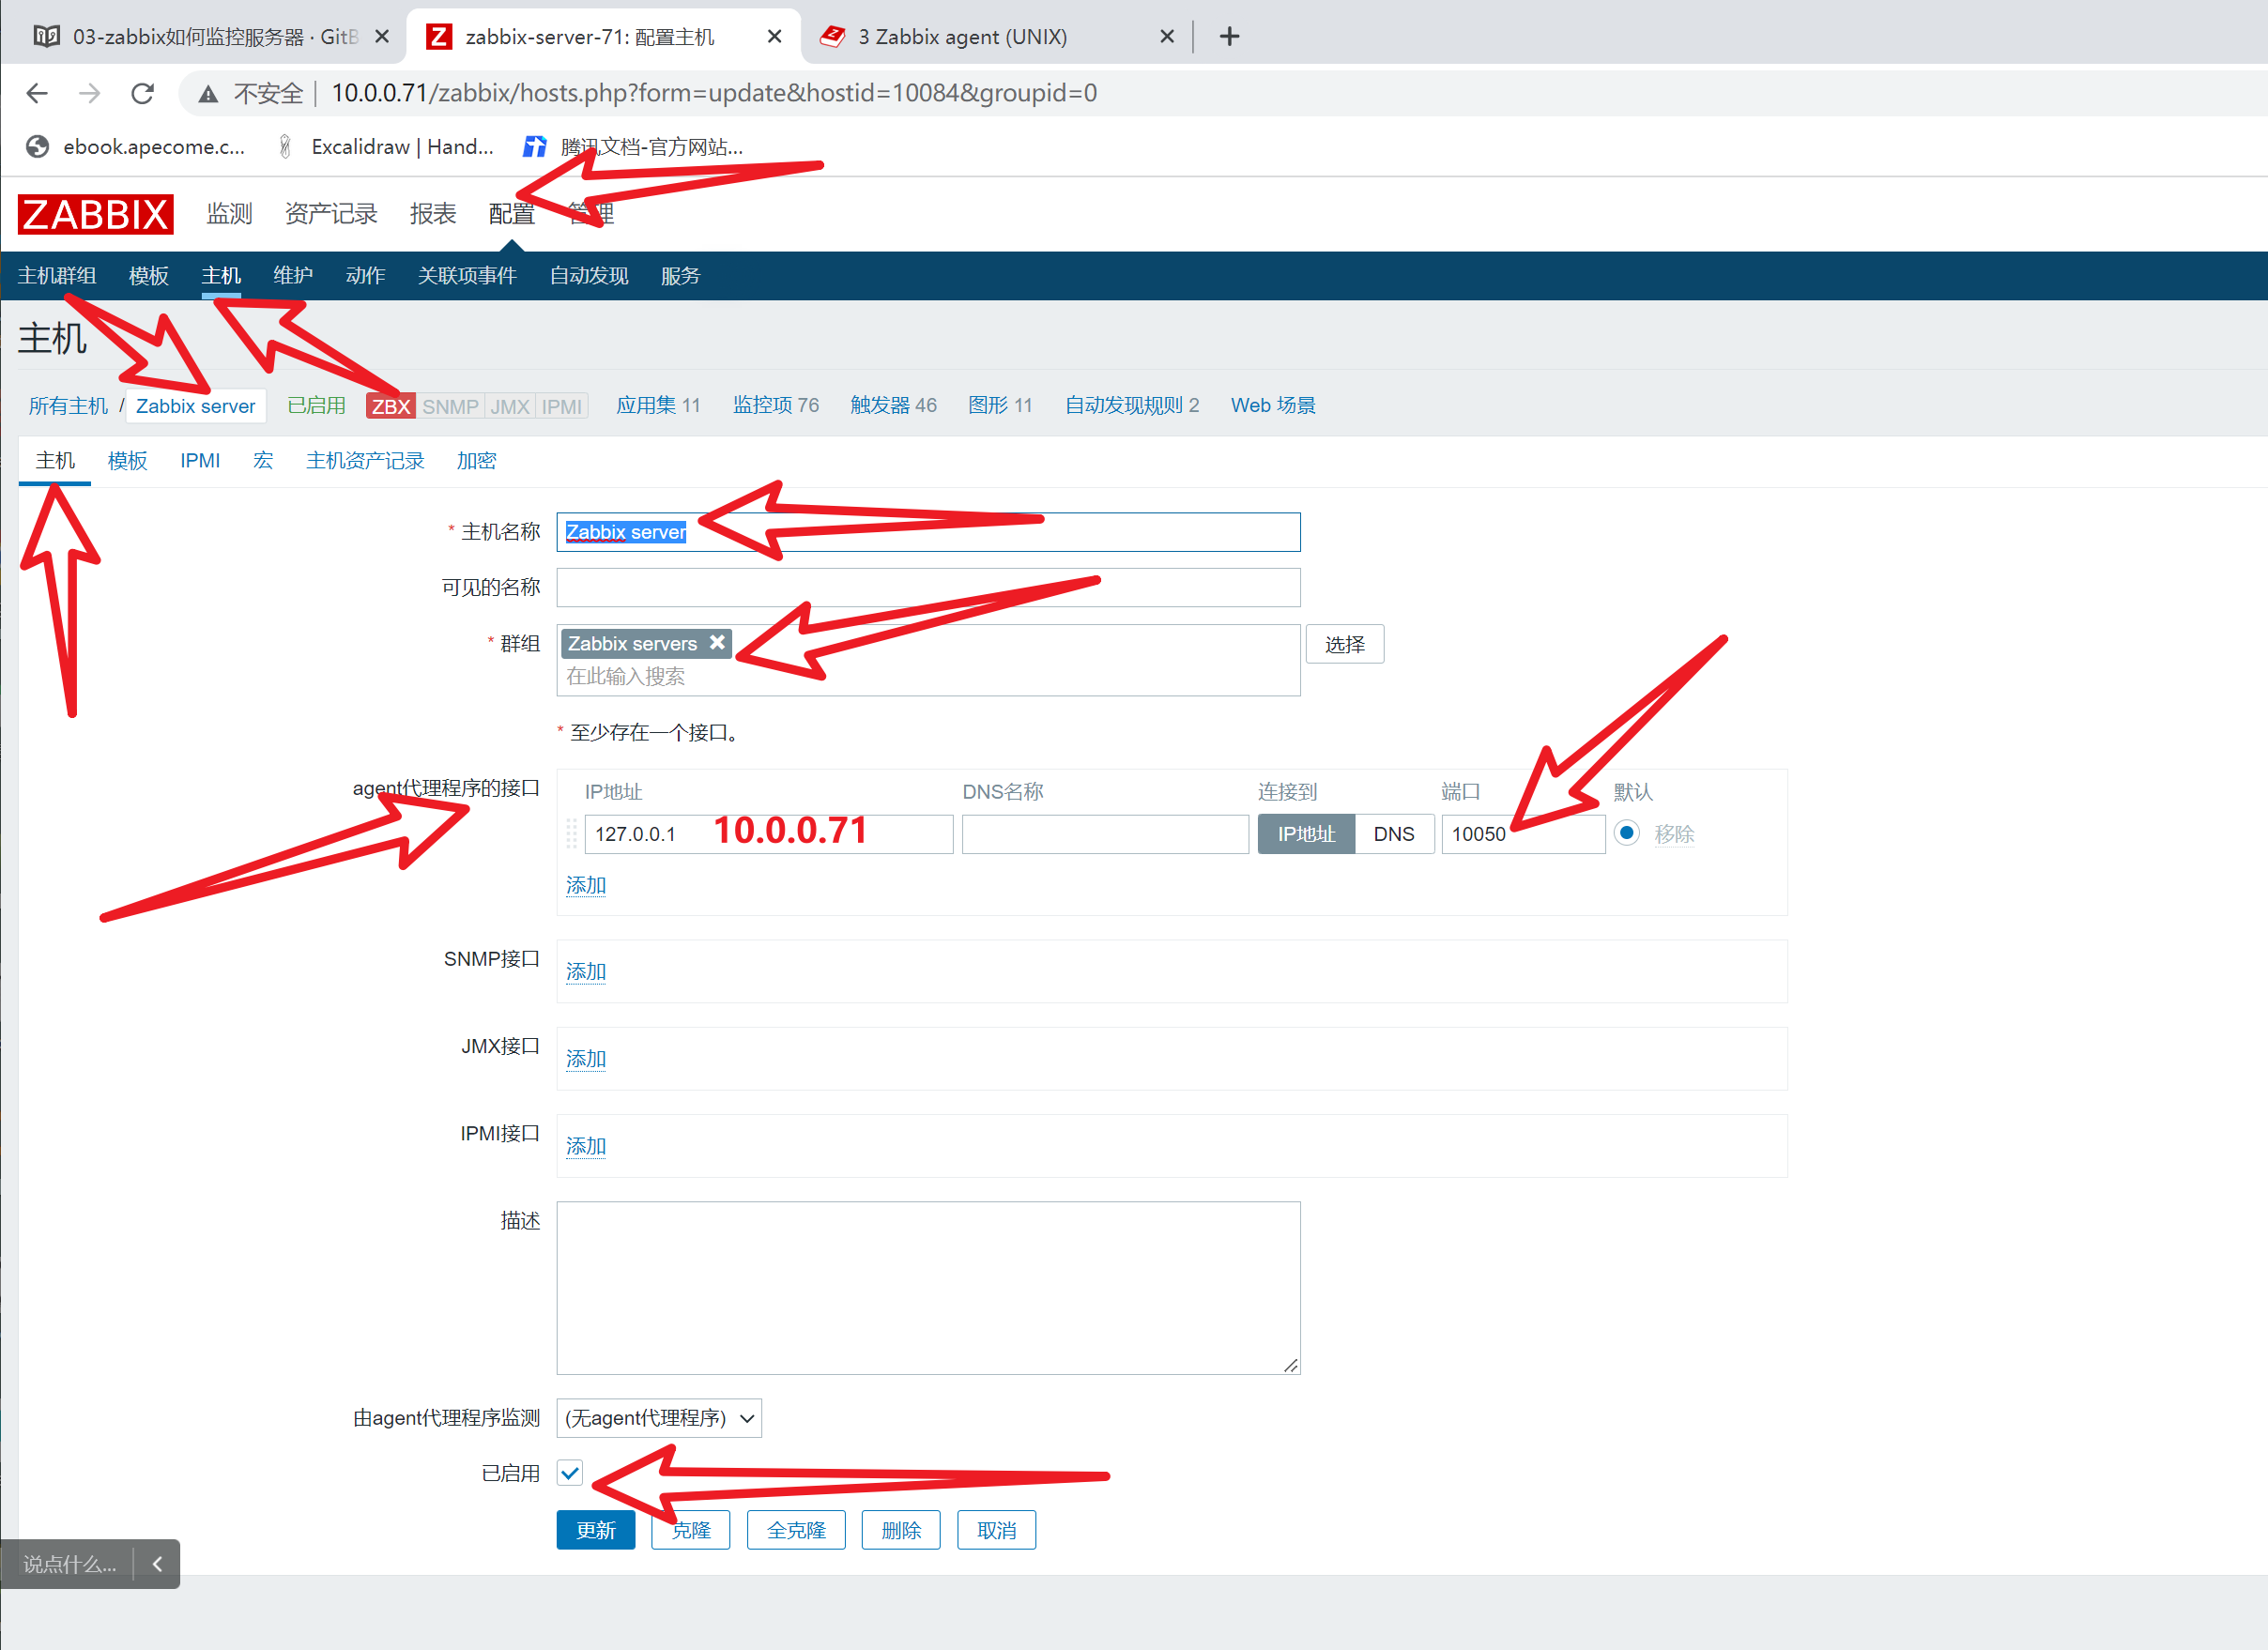 03-zabbix如何监控服务器 · GitB
zabbix-server-71: 配置主机
3 Zabbix agent (UNIX)
不安全 10.0.0.71/zabbix/hosts.php?form=update&hostid=10084&groupid=0
ebook.apecome.c... Excalidraw | Hand... 腾讯文档-官方网站...
ZABBIX 监测 资产记录 报表 配置 管理
主机群组 模板 主机 维护 动作 关联项事件 自动发现 服务
主机
所有主机 / Zabbix server 已启用 ZBX SNMP JMX IPMI 应用集 11 监控项 76 触发器 46 图形 11 自动发现规则 2 Web 场景
主机 模板 IPMI 宏 主机资产记录 加密
* 主机名称 Zabbix server
可见的名称
* 群组 Zabbix servers 选择
在此输入搜索
* 至少存在一个接口。
agent代理程序的接口 IP地址 DNS名称 连接到 端口 默认
127.0.0.1 10.0.0.71 IP地址 DNS 10050 移除
添加
SNMP接口 添加
JMX接口 添加
IPMI接口 添加
描述
由agent代理程序监测 (无agent代理程序)
已启用
更新 克隆 全克隆 删除 取消
说点什么...